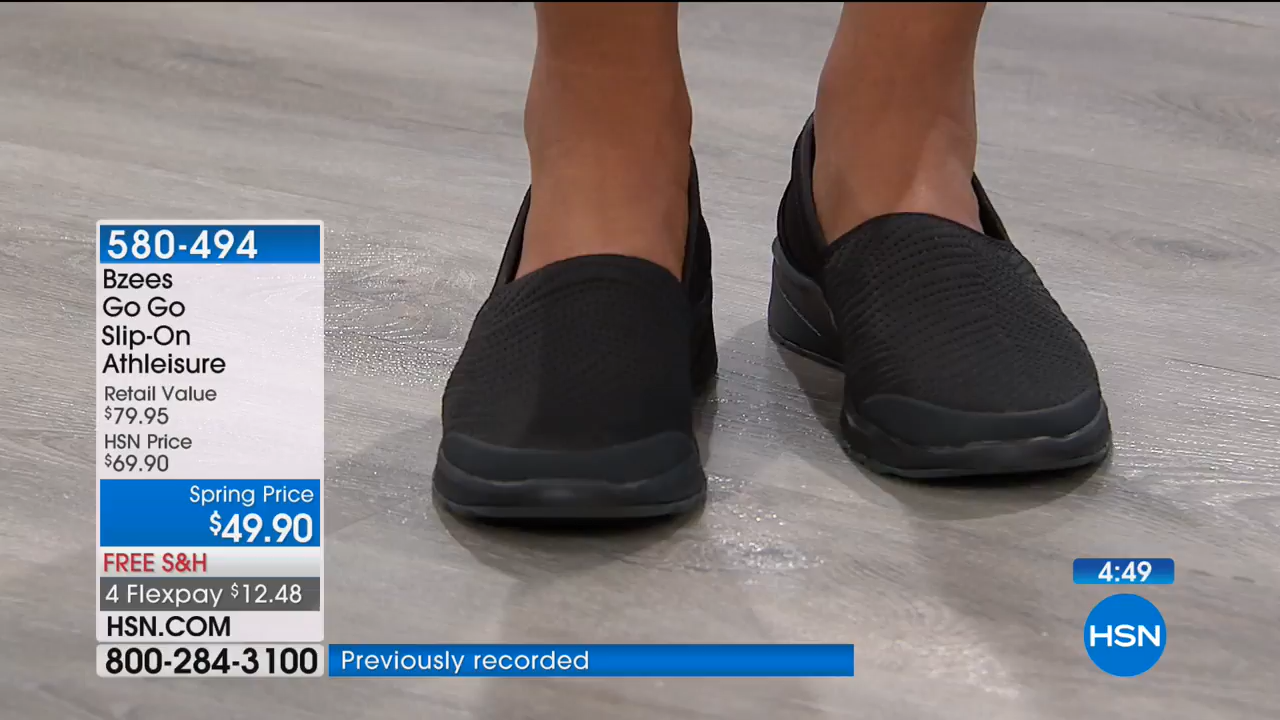 580-494
Bzees
Go Go
Slip-On
Athleisure
Retail Value
$79.95
HSN Price
$69.90
Spring Price
$49.90
FREE S&H
4 Flexpay $12.48
HSN.COM
800-284-3100
Previously recorded
4:49
HSN